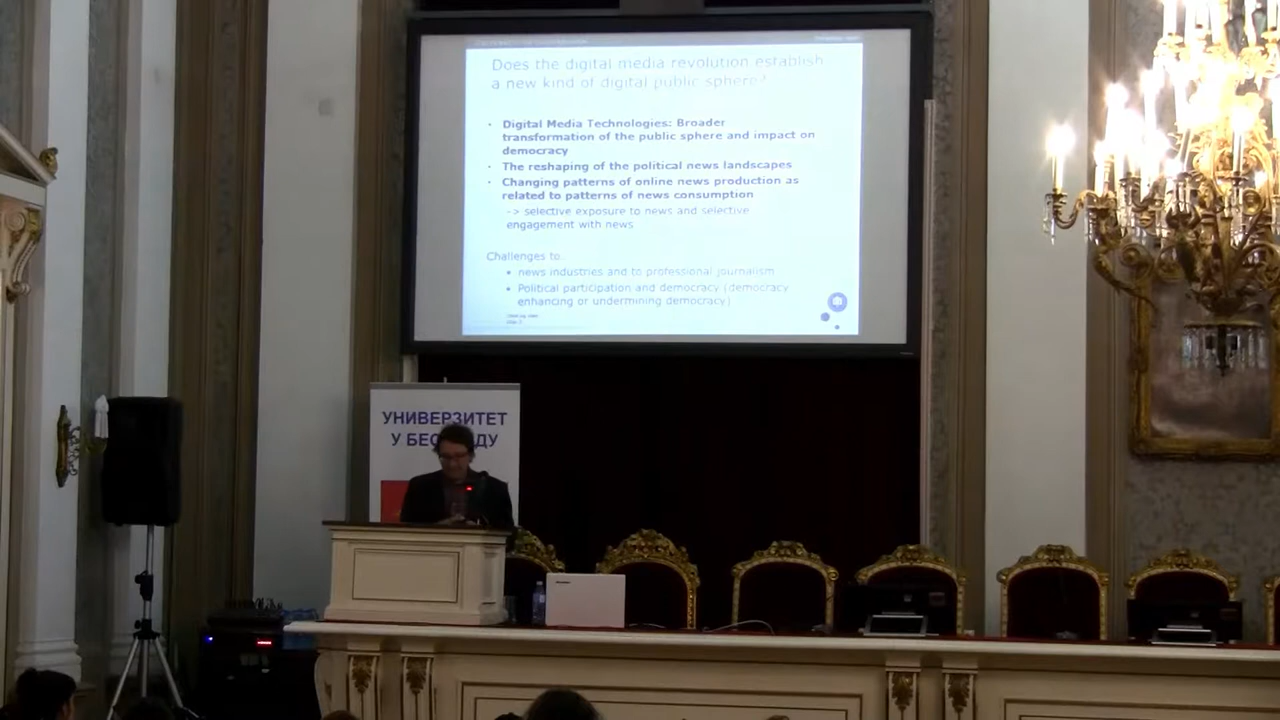 Does the digital media revolution establish
a new kind of digital public sphere?
• Digital Media Technologies: Broader
transformation of the public sphere and impact on
democracy
• The reshaping of the political news landscapes
• Changing patterns of online news production as
related to patterns of news consumption
-> selective exposure to news and selective
engagement with news
Challenges to
• news industries and to professional journalism
• Political participation and democracy (democracy
enhancing or undermining democracy)
УНИВЕРЗИТЕТ
У БЕО ДУ